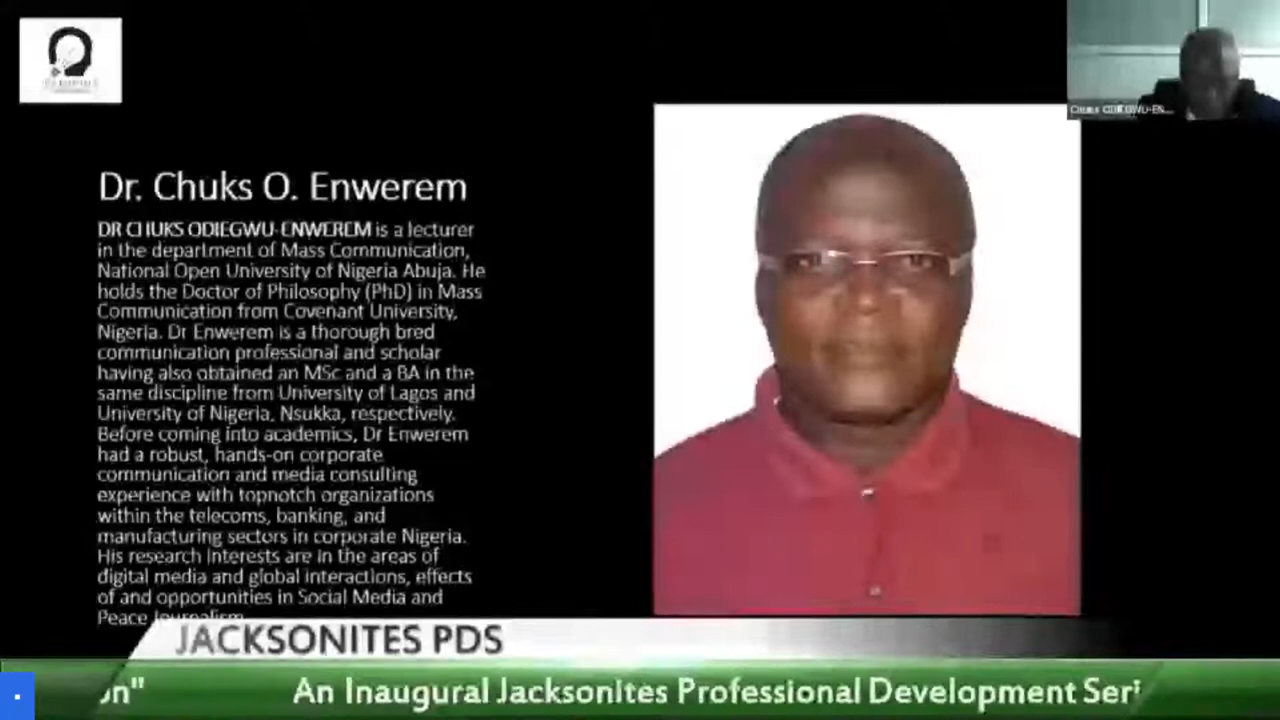 Dr. Chuks O. Enwerem
DR CHUKS ODIEGWU-ENWEREM is a lecturer
in the department of Mass Communication,
National Open University of Nigeria Abuja. He
holds the Doctor of Philosophy (PhD) in Mass
Communication from Covenant University,
Nigeria. Dr Enwerem is a thorough bred
communication professional and scholar
having also obtained an MSc and a BA in the
same discipline from University of Lagos and
University of Nigeria, Nsukka, respectively.
Before coming into academics, Dr Enwerem
had a robust, hands-on corporate
communication and media consulting
experience with topnotch organizations
within the telecoms, banking, and
manufacturing sectors in corporate Nigeria.
His research interests are in the areas of
digital media and global interactions, effects
of and opportunities in Social Media and
Peace Journalism
Chuks ODIEGWU-EN...
JACKSONITES PDS
on" An Inaugural Jacksonites Professional Development Seri